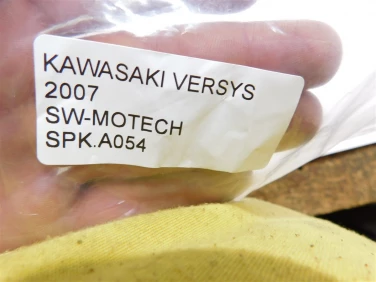 KAWASAKI VERSYS
2007
SW-MOTECH
SPK.A054